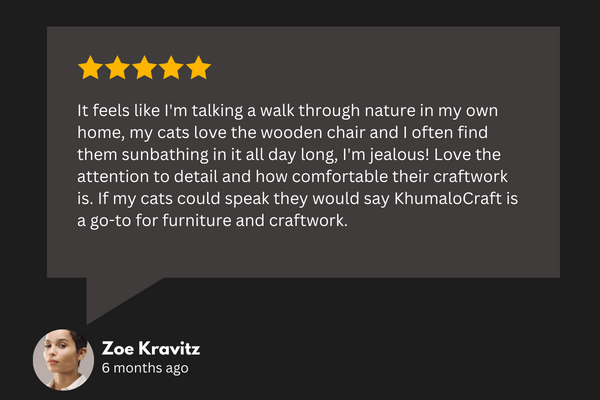 It feels like I'm talking a walk through nature in my own
home, my cats love the wooden chair and I often find
them sunbathing in it all day long, I'm jealous! Love the
attention to detail and how comfortable their craftwork
is. If my cats could speak they would say KhumaloCraft is
a go-to for furniture and craftwork.
Zoe Kravitz
6 months ago